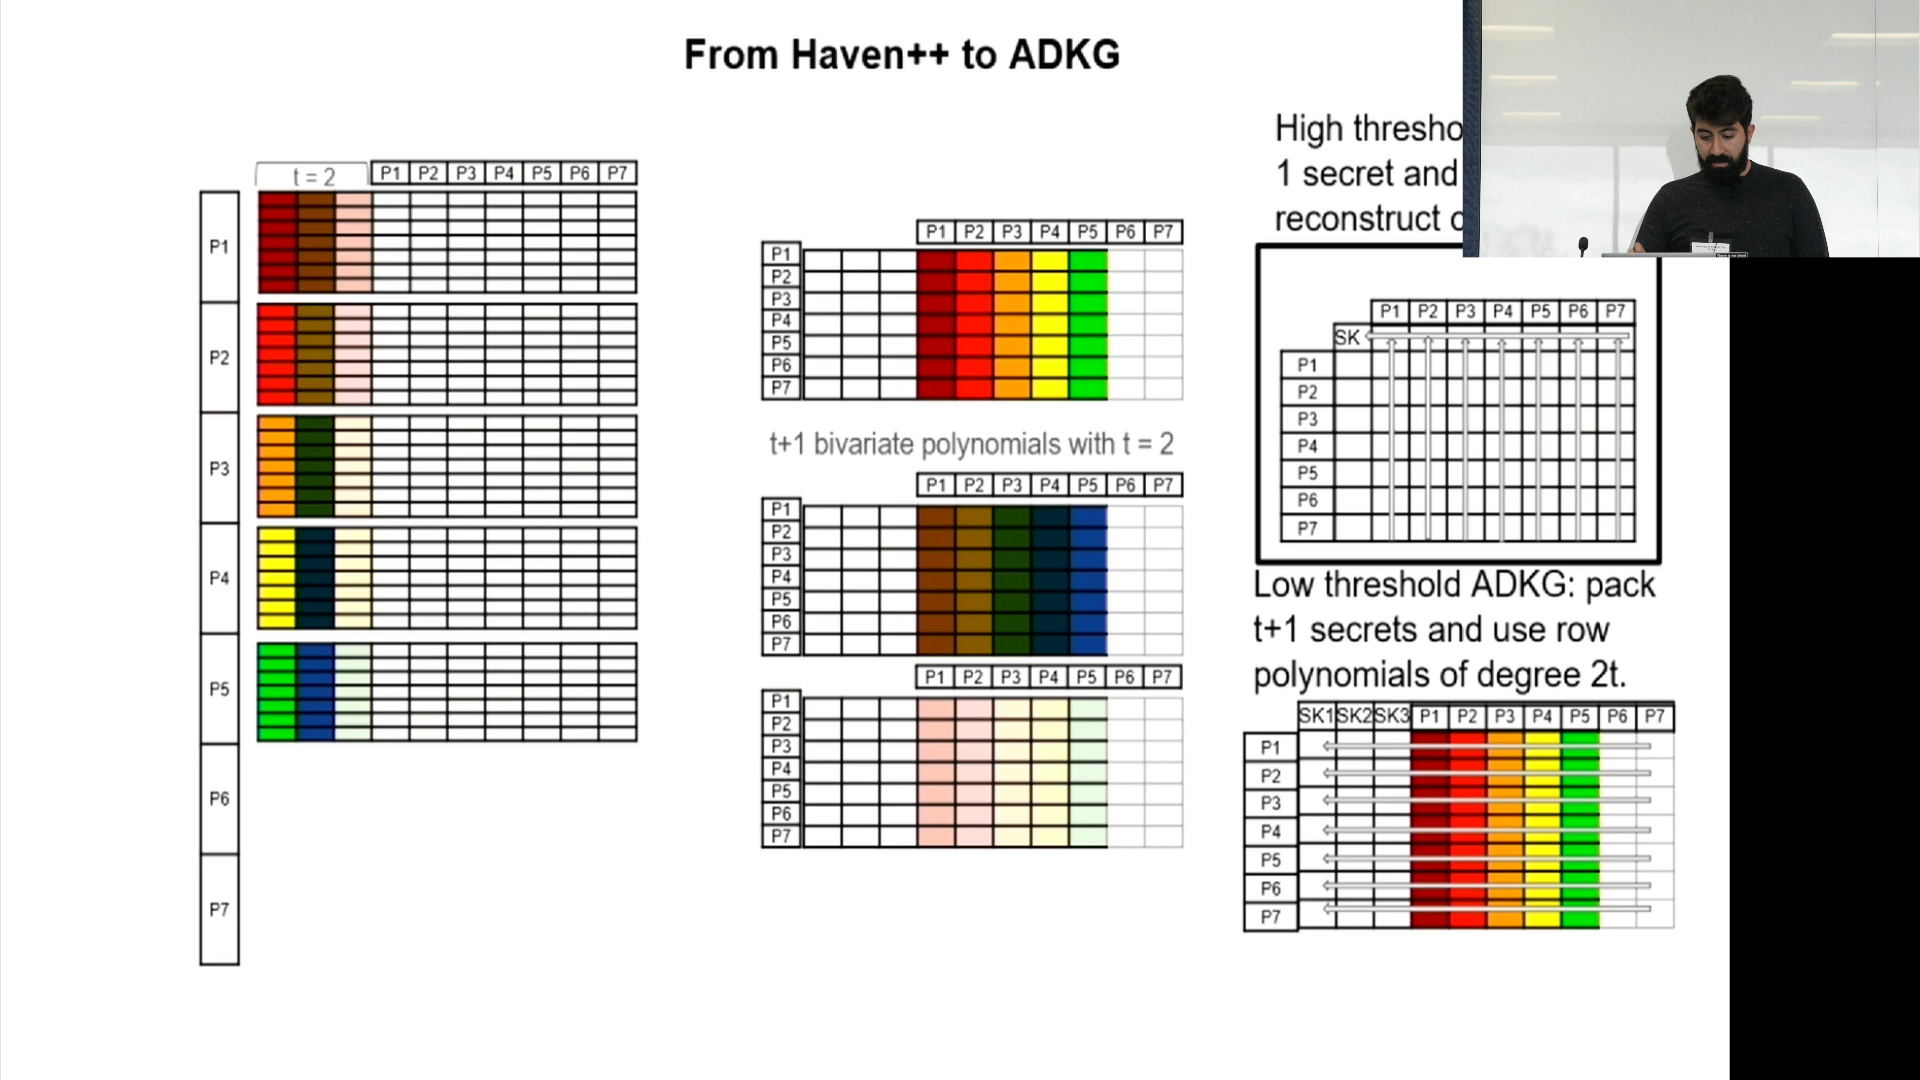 From Haven++ to ADKG
t = 2
P1 P2 P3 P4 P5 P6 P7
P1
P2
P3
P4
P5
P6
P7
P1 P2 P3 P4 P5 P6 P7
P1
P2
P3
P4
P5
P6
P7
t+1 bivariate polynomials with t = 2
P1 P2 P3 P4 P5 P6 P7
P1
P2
P3
P4
P5
P6
P7
P1 P2 P3 P4 P5 P6 P7
P1
P2
P3
P4
P5
P6
P7
High thresho
1 secret and
reconstruct
P1 P2 P3 P4 P5 P6 P7
SK
P1
P2
P3
P4
P5
P6
P7
Low threshold ADKG: pack
t+1 secrets and use row
polynomials of degree 2t.
SK1 SK2 SK3 P1 P2 P3 P4 P5 P6 P7
P1
P2
P3
P4
P5
P6
P7